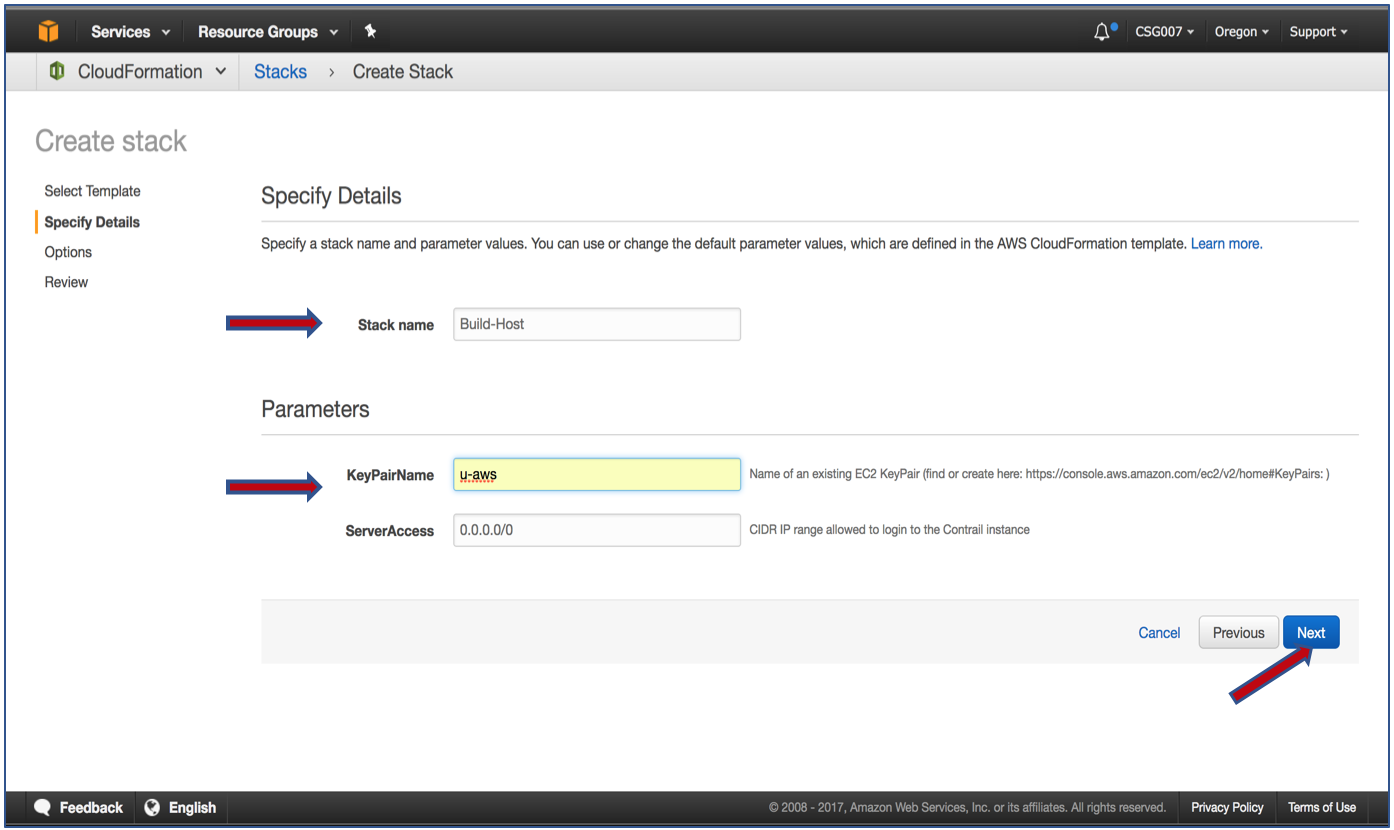 Services Resource Groups CSG007 Oregon Support
CloudFormation Stacks > Create Stack
Create stack
Select Template
Specify Details
Options
Review
Specify Details
Specify a stack name and parameter values. You can use or change the default parameter values, which are defined in the AWS CloudFormation template. Learn more.
Stack name Build-Host
Parameters
KeyPairName u-aws Name of an existing EC2 KeyPair (find or create here: https://console.aws.amazon.com/ec2/v2/home#KeyPairs: )
ServerAccess 0.0.0.0/0 CIDR IP range allowed to login to the Contrail instance
Cancel Previous Next
Feedback English © 2008 - 2017, Amazon Web Services, Inc. or its affiliates. All rights reserved. Privacy Policy Terms of Use